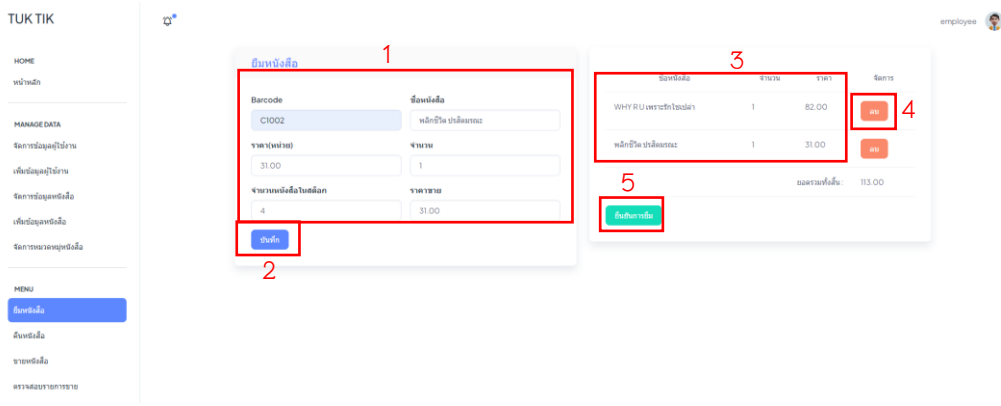 TUK TIK
employee
HOME
หน้าหลัก
MANAGE DATA
จัดการข้อมูลผู้ใช้งาน
เพิ่มข้อมูลผู้ใช้งาน
จัดการข้อมูลหนังสือ
เพิ่มข้อมูลหนังสือ
จัดการหมวดหมู่หนังสือ
MENU
ยืมหนังสือ
คืนหนังสือ
ขายหนังสือ
ตรวจสอบรายการขาย
ยืมหนังสือ
1
Barcode ชื่อหนังสือ
C1002 พลิกชีวิต ปรสิตมรณะ
ราคา(หน่วย) จำนวน
31.00 1
จำนวนหนังสือในสต๊อก ราคาขาย
4 31.00
บันทึก
2
3
ชื่อหนังสือ จำนวน ราคา จัดการ
WHY R U เพราะรักใช่เปล่า 1 82.00 ลบ
4
พลิกชีวิต ปรสิตมรณะ 1 31.00 ลบ
ยอดรวมทั้งสิ้น : 113.00
5
ยืนยันการยืม